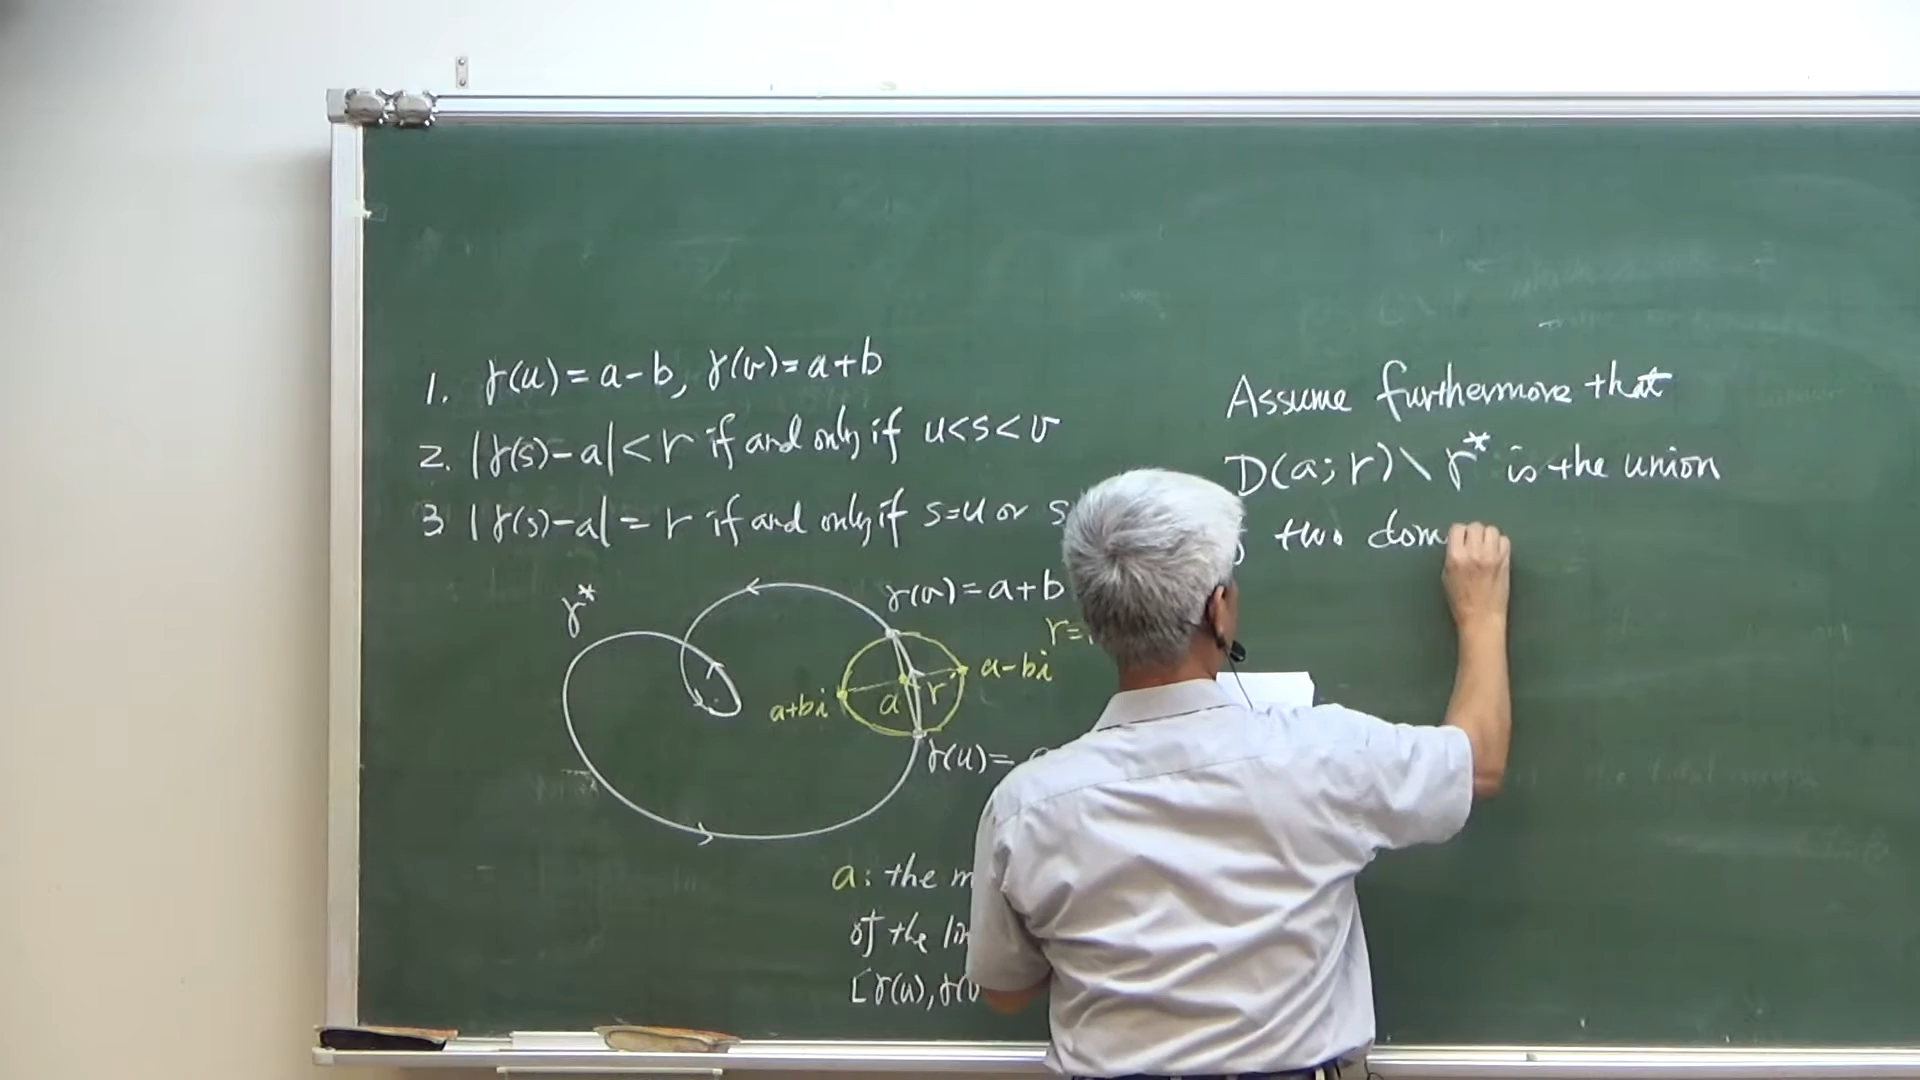 1. γ(u) = a-b, γ(v) = a+b
2. |γ(s)-a| < r if and only if u<s<v
3. |γ(s)-a| = r if and only if s=u or s
γ*
γ(v) = a+b
r=
a-bi
a+bi
a
r
γ(u) =
a: the
of the
[γ(u), γ(v
Assume furthermore that
D(a; r) \ γ* is the union
two